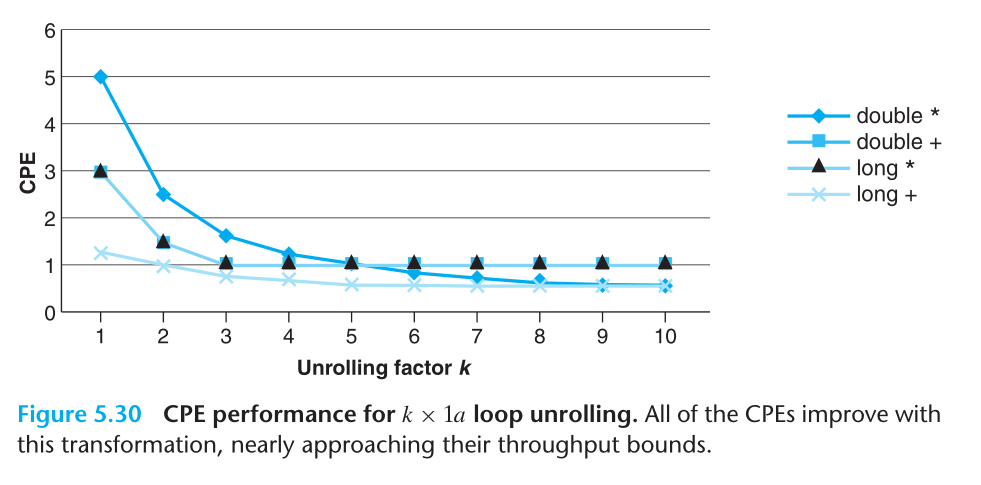 6
5
4
3
2
1
0
CPE
1 2 3 4 5 6 7 8 9 10
Unrolling factor k
double *
double +
long *
long +
Figure 5.30 CPE performance for k × 1a loop unrolling. All of the CPEs improve with
this transformation, nearly approaching their throughput bounds.